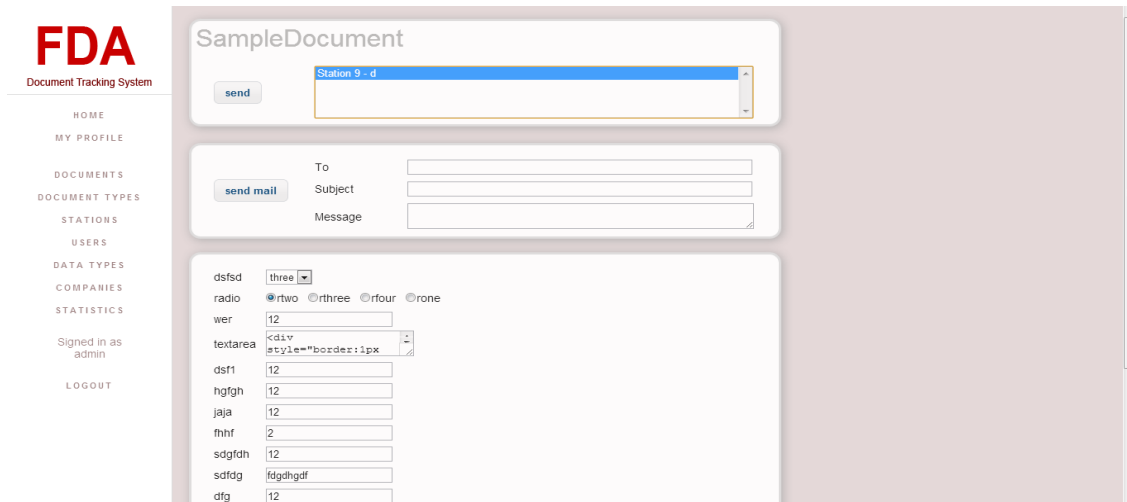 FDA
Document Tracking System
HOME
MY PROFILE
DOCUMENTS
DOCUMENT TYPES
STATIONS
USERS
DATA TYPES
COMPANIES
STATISTICS
Signed in as
admin
LOGOUT
SampleDocument
send
Station 9 - d
send mail
To
Subject
Message
dsfsd three
radio rtwo rthree rfour rone
wer 12
textarea <div
style="border:1px
dsf1 12
hgfgh 12
jaja 12
fhhf 2
sdgfdh 12
sdfdg fdgdhgdf
dfg 12